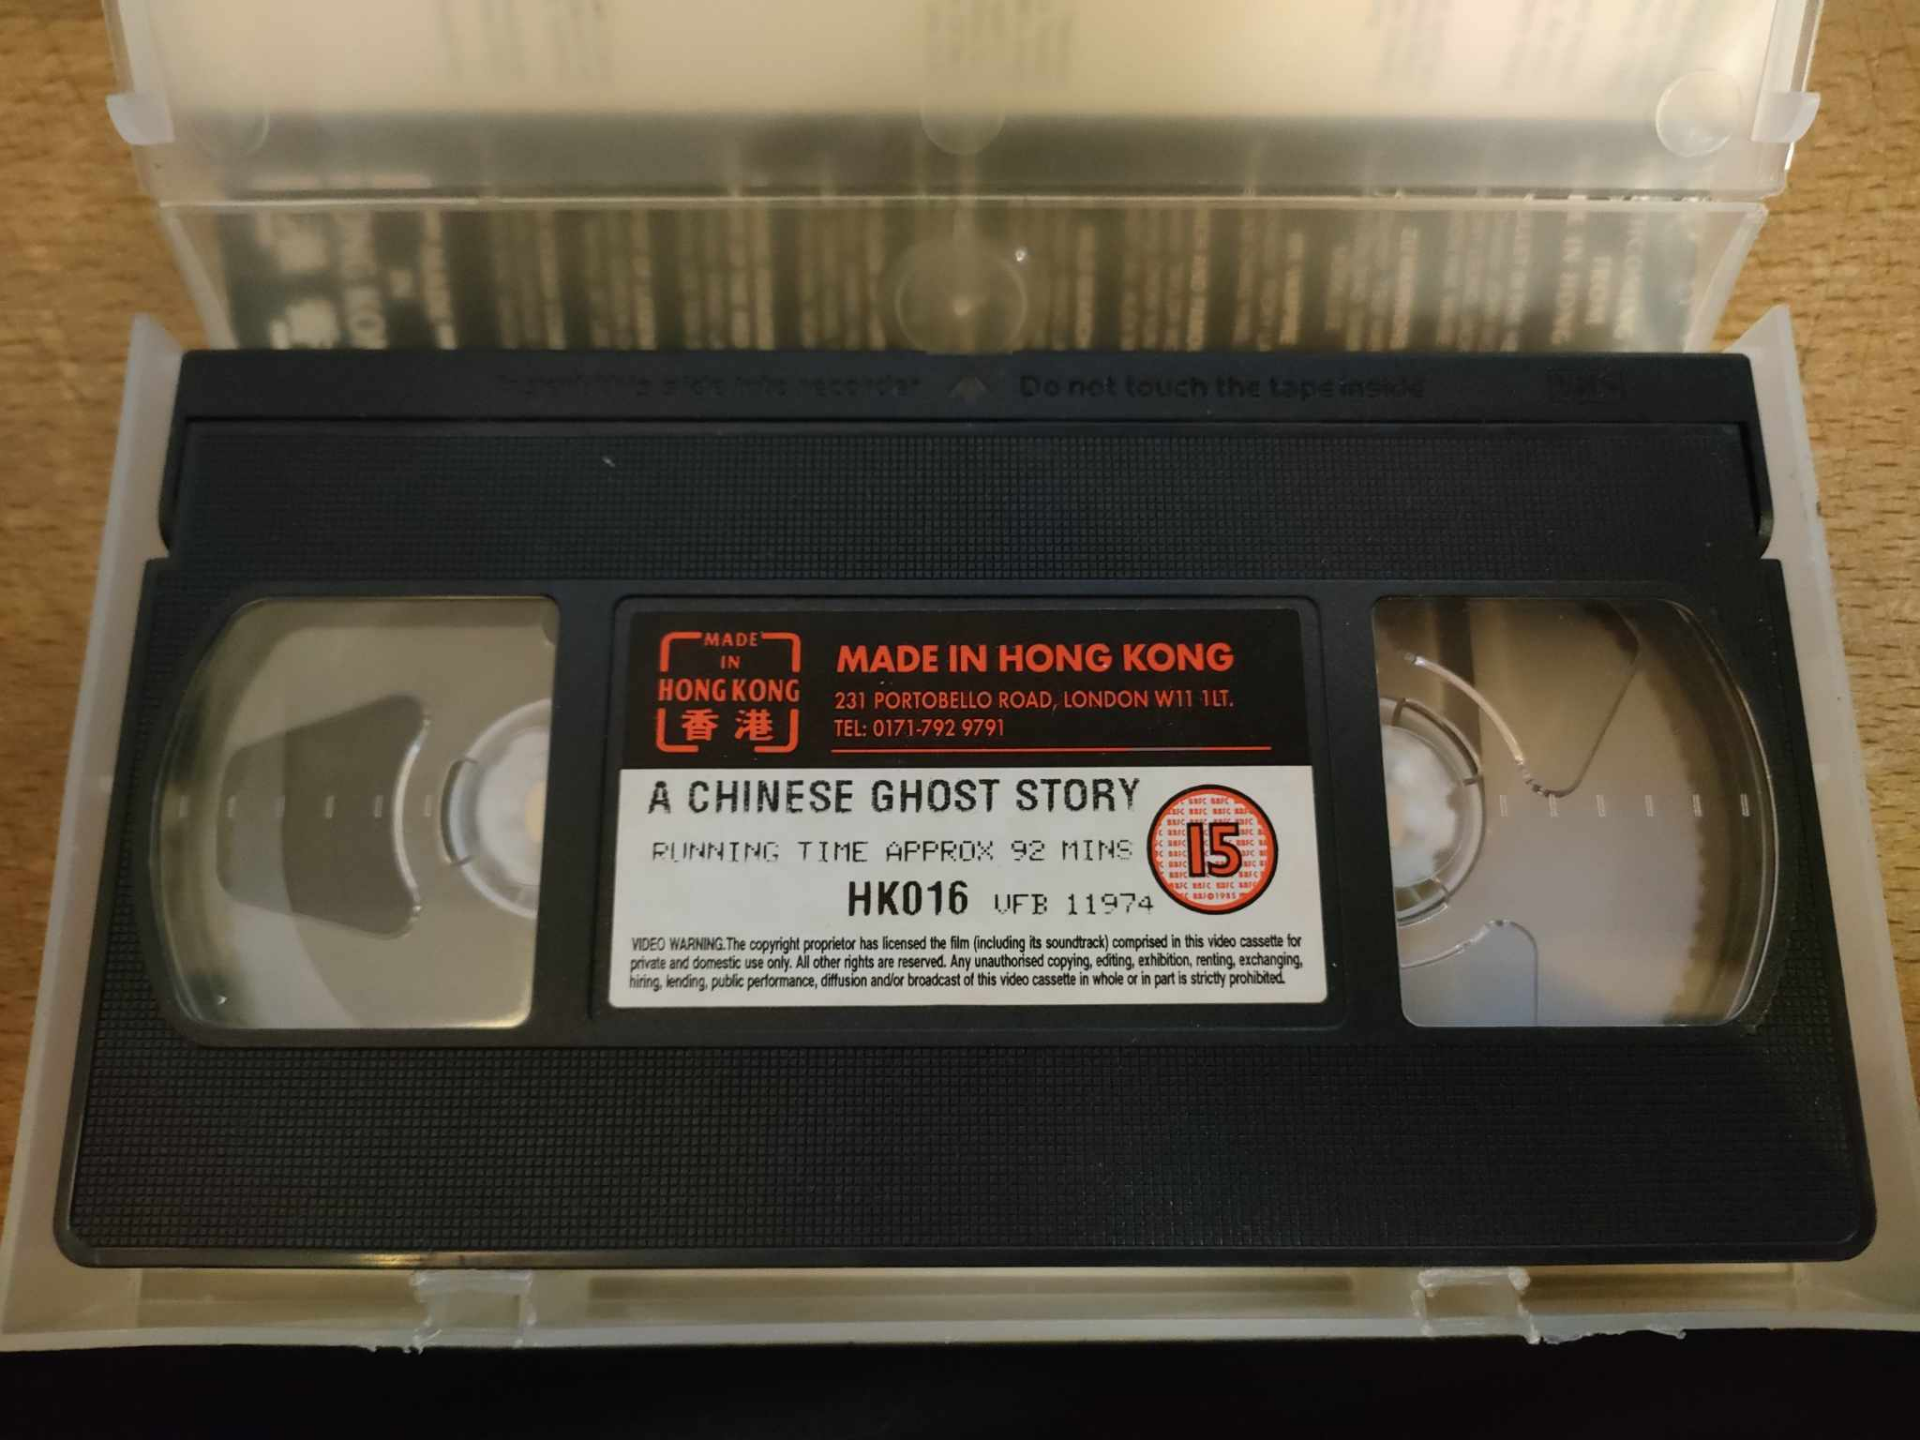 Do not touch the tape inside
MADE
IN
HONG KONG
香港
MADE IN HONG KONG
231 PORTOBELLO ROAD, LONDON W11 1LT.
TEL: 0171-792 9791
A CHINESE GHOST STORY
RUNNING TIME APPROX 92 MINS
15
HK016 VFB 11974
VIDEO WARNING.The copyright proprietor has licensed the film (including its soundtrack) comprised in this video cassette for
private and domestic use only. All other rights are reserved. Any unauthorised copying, editing, exhibition, renting, exchanging,
hiring, lending, public performance, diffusion and/or broadcast of this video cassette in whole or in part is strictly prohibited.